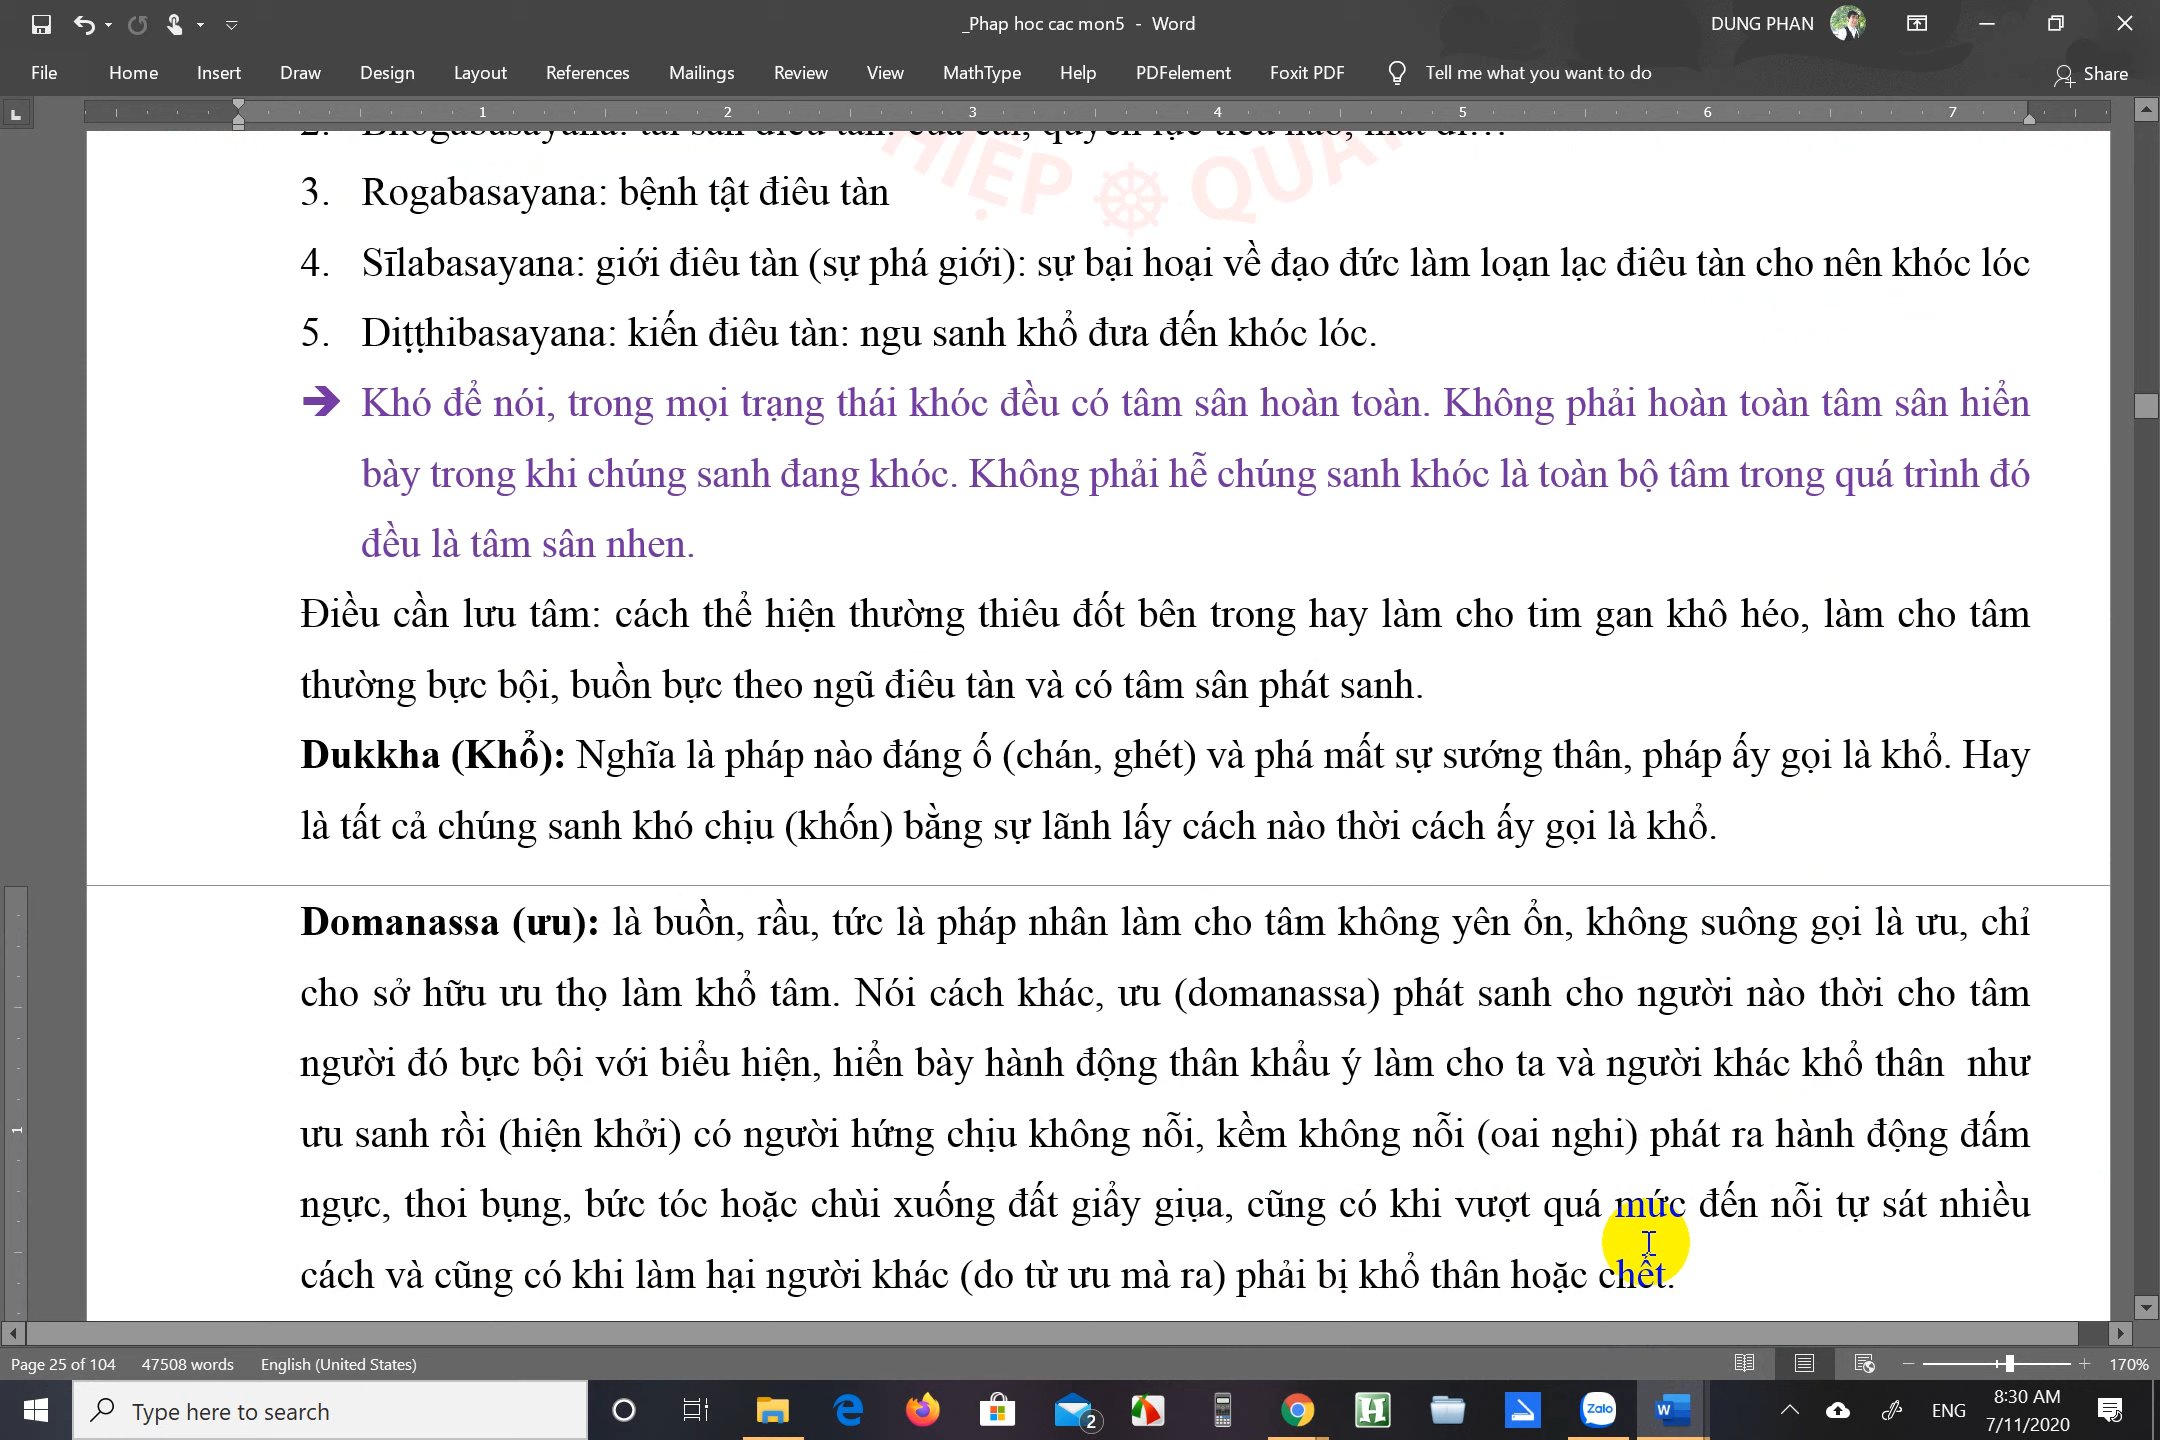 _Phap hoc cac mon5 - Word
DUNG PHAN
File Home Insert Draw Design Layout References Mailings Review View MathType Help PDFelement Foxit PDF Tell me what you want to do Share
1 2 3 4 5 6 7
HIỆP QUA
3. Rogabasayana: bệnh tật điêu tàn
4. Sīlabasayana: giới điêu tàn (sự phá giới): sự bại hoại về đạo đức làm loạn lạc điêu tàn cho nên khóc lóc
5. Diṭṭhibasayana: kiến điêu tàn: ngu sanh khổ đưa đến khóc lóc.
➔ Khó để nói, trong mọi trạng thái khóc đều có tâm sân hoàn toàn. Không phải hoàn toàn tâm sân hiển
bày trong khi chúng sanh đang khóc. Không phải hễ chúng sanh khóc là toàn bộ tâm trong quá trình đó
đều là tâm sân nhen.
Điều cần lưu tâm: cách thể hiện thường thiêu đốt bên trong hay làm cho tim gan khô héo, làm cho tâm
thường bực bội, buồn bực theo ngũ điêu tàn và có tâm sân phát sanh.
Dukkha (Khổ): Nghĩa là pháp nào đáng ố (chán, ghét) và phá mất sự sướng thân, pháp ấy gọi là khổ. Hay
là tất cả chúng sanh khó chịu (khốn) bằng sự lãnh lấy cách nào thời cách ấy gọi là khổ.
Domanassa (ưu): là buồn, rầu, tức là pháp nhân làm cho tâm không yên ổn, không suông gọi là ưu, chỉ
cho sở hữu ưu thọ làm khổ tâm. Nói cách khác, ưu (domanassa) phát sanh cho người nào thời cho tâm
người đó bực bội với biểu hiện, hiển bày hành động thân khẩu ý làm cho ta và người khác khổ thân như
ưu sanh rồi (hiện khởi) có người hứng chịu không nỗi, kềm không nỗi (oai nghi) phát ra hành động đấm
ngực, thoi bụng, bức tóc hoặc chùi xuống đất giẩy giụa, cũng có khi vượt quá mức đến nỗi tự sát nhiều
cách và cũng có khi làm hại người khác (do từ ưu mà ra) phải bị khổ thân hoặc chết.
1
Page 25 of 104 47508 words English (United States) 170%
Type here to search
2
Zalo
ENG
8:30 AM
7/11/2020